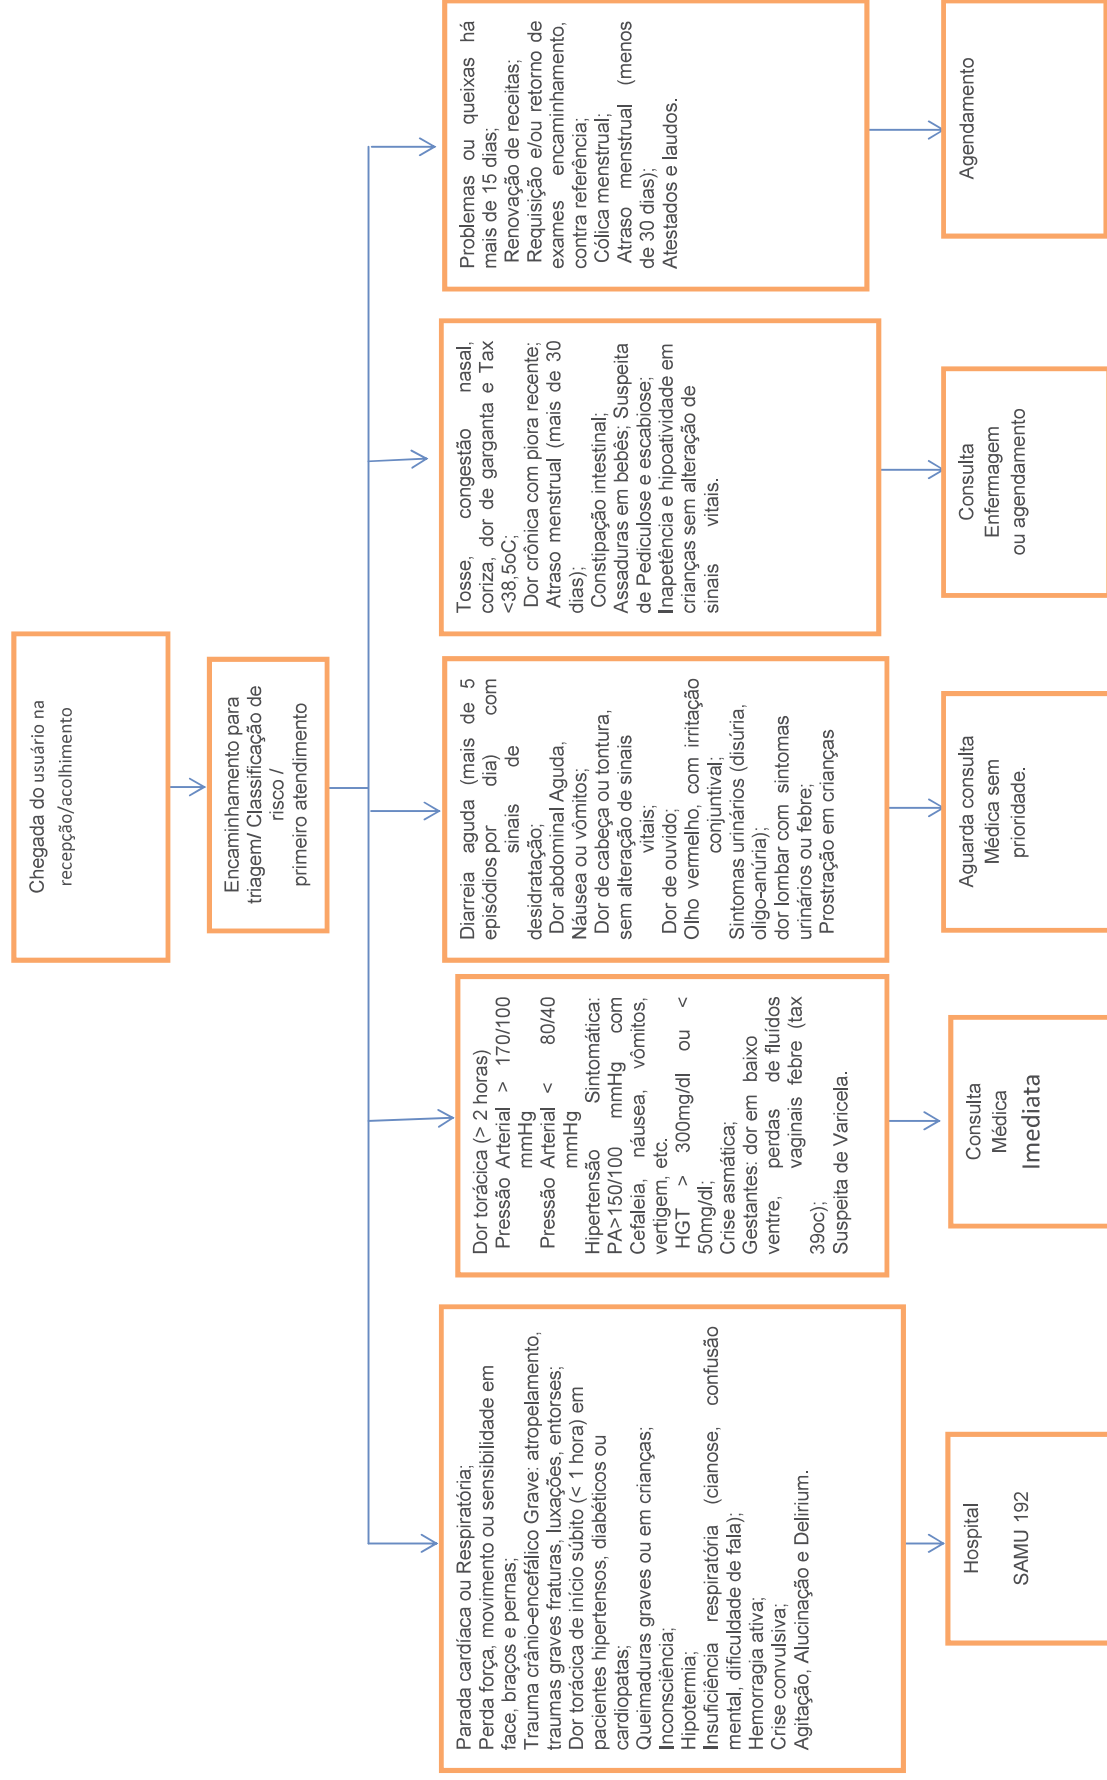 Chegada do usuário na
recepção/acolhimento
Encaminhamento para
triagem/ Classificação de
risco /
primeiro atendimento
Parada cardíaca ou Respiratória;
Perda força, movimento ou sensibilidade em
face, braços e pernas;
Trauma crânio-encefálico Grave: atropelamento,
traumas graves fraturas, luxações, entorses;
Dor torácica de início súbito (< 1 hora) em
pacientes hipertensos, diabéticos ou
cardiopatas;
Queimaduras graves ou em crianças;
Inconsciência;
Hipotermia;
Insuficiência respiratória (cianose, confusão
mental, dificuldade de fala);
Hemorragia ativa;
Crise convulsiva;
Agitação, Alucinação e Delirium.
Dor torácica (> 2 horas)
Pressão Arterial > 170/100
mmHg
Pressão Arterial < 80/40
mmHg
Hipertensão Sintomática:
PA>150/100 mmHg com
Cefaleia, náusea, vômitos,
vertigem, etc.
HGT > 300mg/dl ou <
50mg/dl;
Crise asmática;
Gestantes: dor em baixo
ventre, perdas de fluídos
vaginais febre (tax
39oc);
Suspeita de Varicela.
Diarreia aguda (mais de 5
episódios por dia) com
sinais de
desidratação;
Dor abdominal Aguda,
Náusea ou vômitos;
Dor de cabeça ou tontura,
sem alteração de sinais
vitais;
Dor de ouvido;
Olho vermelho, com irritação
conjuntival;
Sintomas urinários (disúria,
oligo-anúria);
dor lombar com sintomas
urinários ou febre;
Prostração em crianças
Tosse, congestão nasal,
coriza, dor de garganta e Tax
<38,5oC;
Dor crônica com piora recente;
Atraso menstrual (mais de 30
dias);
Constipação intestinal;
Assaduras em bebês; Suspeita
de Pediculose e escabiose;
Inapetência e hipoatividade em
crianças sem alteração de
sinais vitais.
Problemas ou queixas há
mais de 15 dias;
Renovação de receitas;
Requisição e/ou retorno de
exames encaminhamento,
contra referência;
Cólica menstrual;
Atraso menstrual (menos
de 30 dias);
Atestados e laudos.
Hospital
SAMU 192
Consulta
Médica
Imediata
Aguarda consulta
Médica sem
prioridade.
Consulta
Enfermagem
ou agendamento
Agendamento